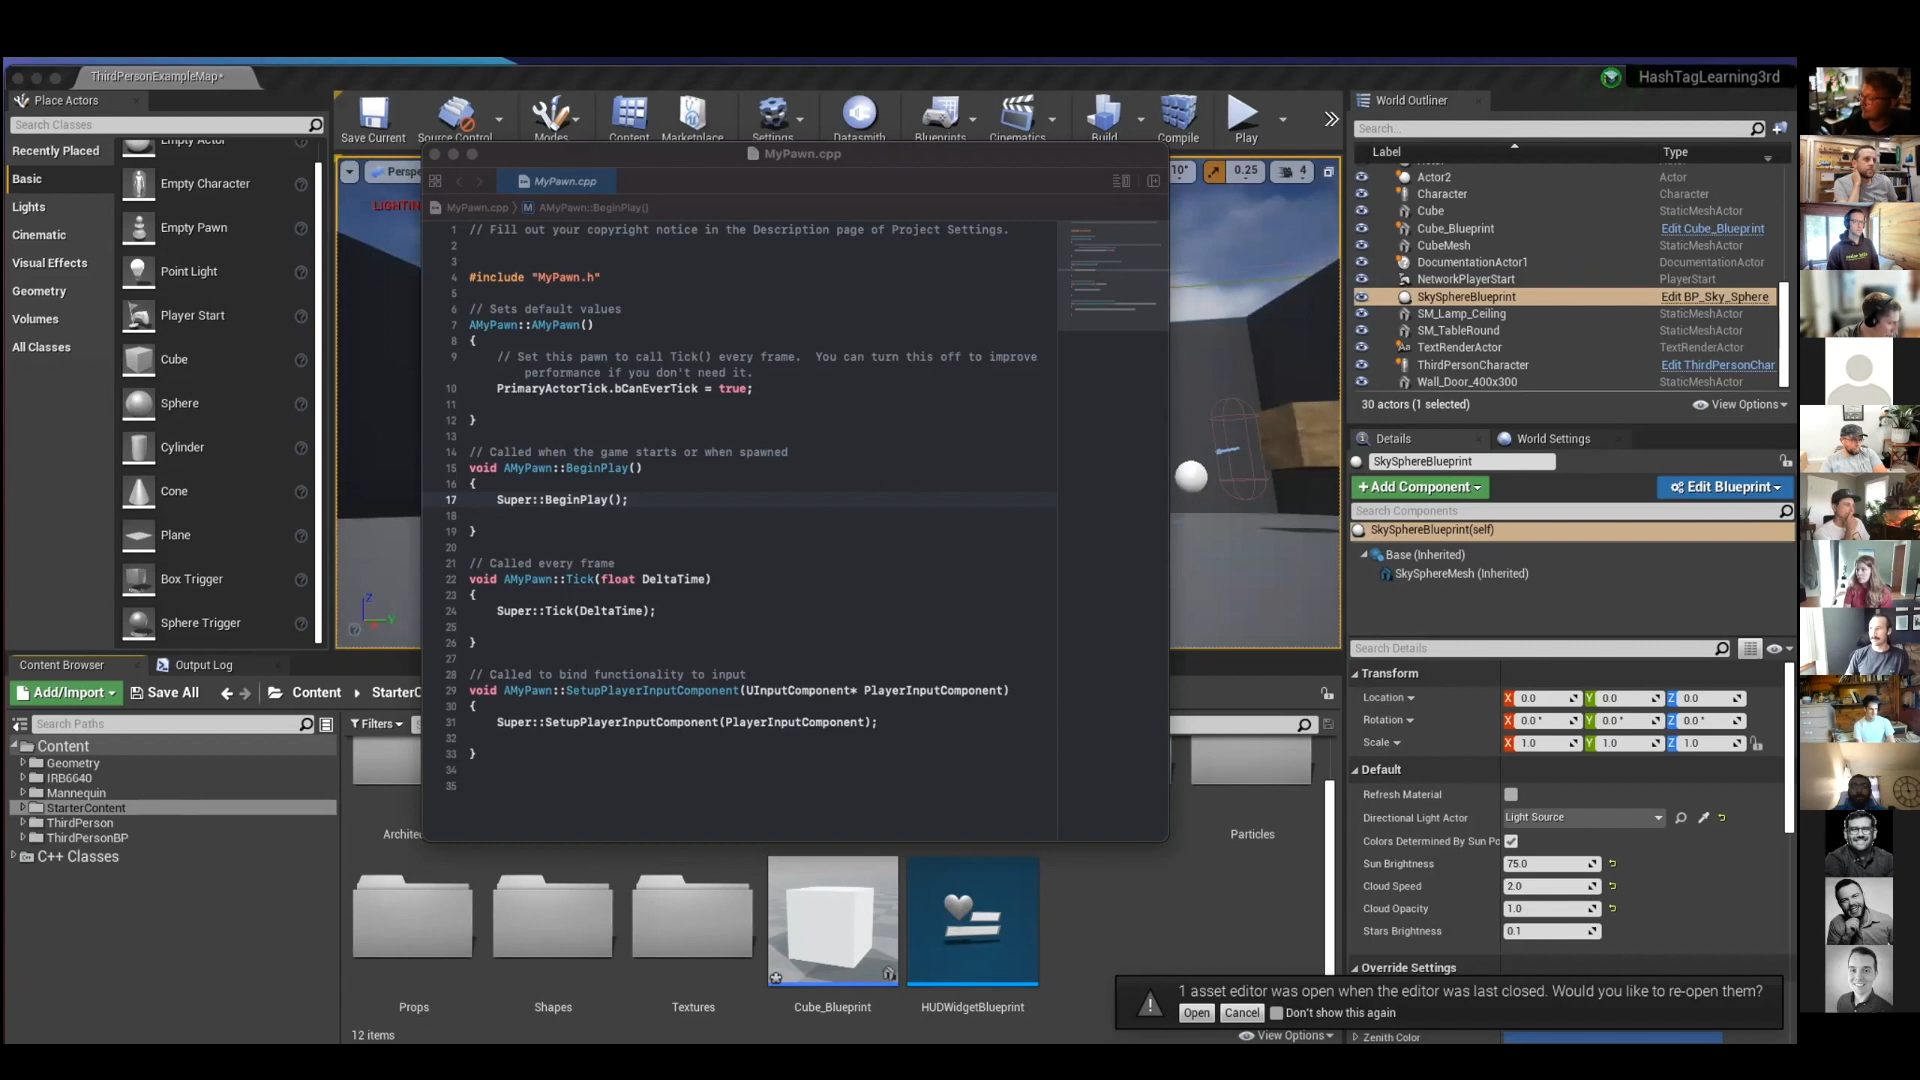 ThirdPersonExampleMap*
HashTagLearning3rd
Place Actors
Search Classes
Recently Placed
Basic
Lights
Cinematic
Visual Effects
Geometry
Volumes
All Classes
Empty Actor
Empty Character
Empty Pawn
Point Light
Player Start
Cube
Sphere
Cylinder
Cone
Plane
Box Trigger
Sphere Trigger
Save Current
Source Control
Modes
Content
Marketplace
Settings
Datasmith
Blueprints
Cinematics
Build
Compile
Play
Perspe
LIGHTIN
10°
0.25
4
MyPawn.cpp
MyPawn.cpp
MyPawn.cpp
M AMyPawn::BeginPlay()
1 // Fill out your copyright notice in the Description page of Project Settings.
2
3
4 #include "MyPawn.h"
5
6 // Sets default values
7 AMyPawn::AMyPawn()
8 {
9 // Set this pawn to call Tick() every frame.  You can turn this off to improve
performance if you don't need it.
10 PrimaryActorTick.bCanEverTick = true;
11
12 }
13
14 // Called when the game starts or when spawned
15 void AMyPawn::BeginPlay()
16 {
17 Super::BeginPlay();
18
19 }
20
21 // Called every frame
22 void AMyPawn::Tick(float DeltaTime)
23 {
24 Super::Tick(DeltaTime);
25
26 }
27
28 // Called to bind functionality to input
29 void AMyPawn::SetupPlayerInputComponent(UInputComponent* PlayerInputComponent)
30 {
31 Super::SetupPlayerInputComponent(PlayerInputComponent);
32
33 }
34
35
Z
Y
World Outliner
Search...
Label Type
Actor2 Actor
Character Character
Cube StaticMeshActor
Cube_Blueprint Edit Cube_Blueprint
CubeMesh StaticMeshActor
DocumentationActor1 DocumentationActor
NetworkPlayerStart PlayerStart
SkySphereBlueprint Edit BP_Sky_Sphere
SM_Lamp_Ceiling StaticMeshActor
SM_TableRound StaticMeshActor
TextRenderActor TextRenderActor
ThirdPersonCharacter Edit ThirdPersonChar
Wall_Door_400x300 StaticMeshActor
30 actors (1 selected)
View Options
Details
World Settings
SkySphereBlueprint
+Add Component
Edit Blueprint
Search Components
SkySphereBlueprint(self)
Base (Inherited)
SkySphereMesh (Inherited)
Search Details
Transform
Location X 0.0 Y 0.0 Z 0.0
Rotation X 0.0° Y 0.0° Z 0.0°
Scale X 1.0 Y 1.0 Z 1.0
Default
Refresh Material
Directional Light Actor Light Source
Colors Determined By Sun Po
Sun Brightness 75.0
Cloud Speed 2.0
Cloud Opacity 1.0
Stars Brightness 0.1
Override Settings
Zenith Color
Content Browser
Output Log
Add/Import
Save All
Content
StarterC
Search Paths
Filters
Content
Geometry
IRB6640
Mannequin
StarterContent
ThirdPerson
ThirdPersonBP
C++ Classes
Archite
Particles
Props
Shapes
Textures
Cube_Blueprint
HUDWidgetBlueprint
12 items
View Options
1 asset editor was open when the editor was last closed. Would you like to re-open them?
Open
Cancel
Don't show this again